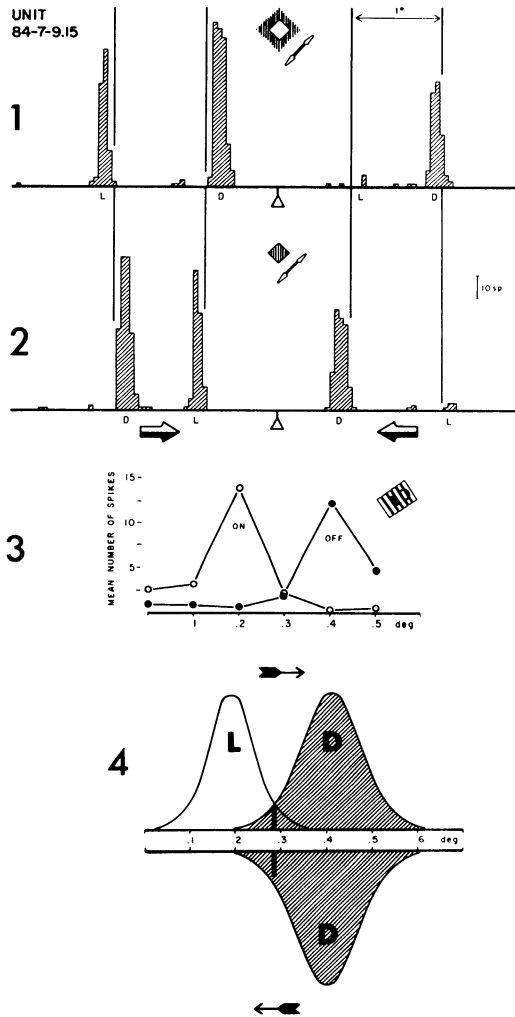 UNIT
84-7-9.15
1°
1
L D L D
10 sp
2
D L D L
3
MEAN NUMBER OF SPIKES
15
10
5
ON
OFF
.1 .2 .3 .4 .5 deg
4
L D
.1 .2 .3 .4 .5 .6 deg
D